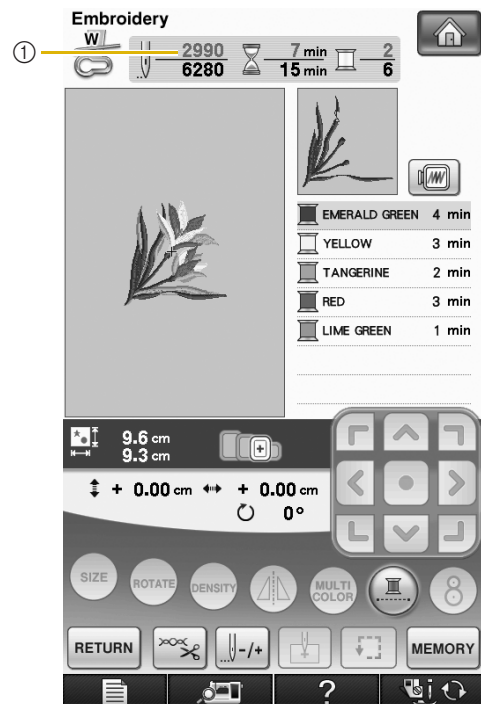 Embroidery
W
① 2990 7 min 2
6280 15 min 6
EMERALD GREEN 4 min
YELLOW 3 min
TANGERINE 2 min
RED 3 min
LIME GREEN 1 min
9.6 cm
9.3 cm
+ 0.00 cm + 0.00 cm
0°
SIZE ROTATE DENSITY MULTI COLOR 8
RETURN -/+ MEMORY
?